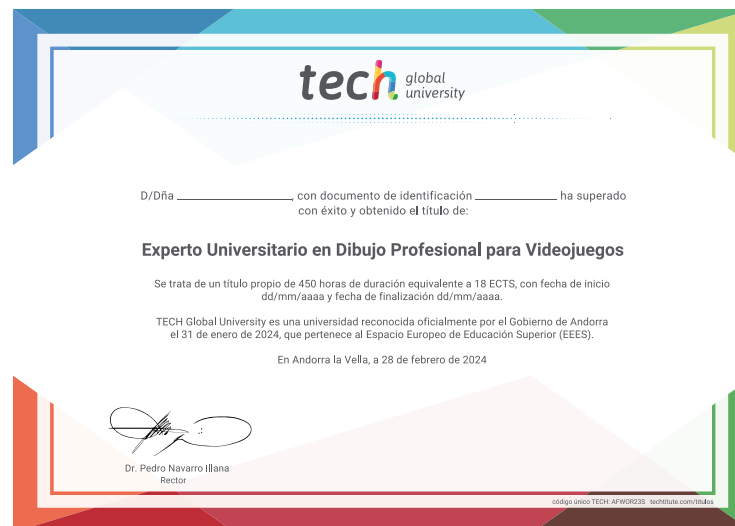 tech global university
D/Dña ______________, con documento de identificación __________ ha superado
con éxito y obtenido el título de:
Experto Universitario en Dibujo Profesional para Videojuegos
Se trata de un título propio de 450 horas de duración equivalente a 18 ECTS, con fecha de inicio
dd/mm/aaaa y fecha de finalización dd/mm/aaaa.
TECH Global University es una universidad reconocida oficialmente por el Gobierno de Andorra
el 31 de enero de 2024, que pertenece al Espacio Europeo de Educación Superior (EEES).
En Andorra la Vella, a 28 de febrero de 2024
Dr. Pedro Navarro Illana
Rector
código único TECH: AFWOR23S techtitute.com/titulos